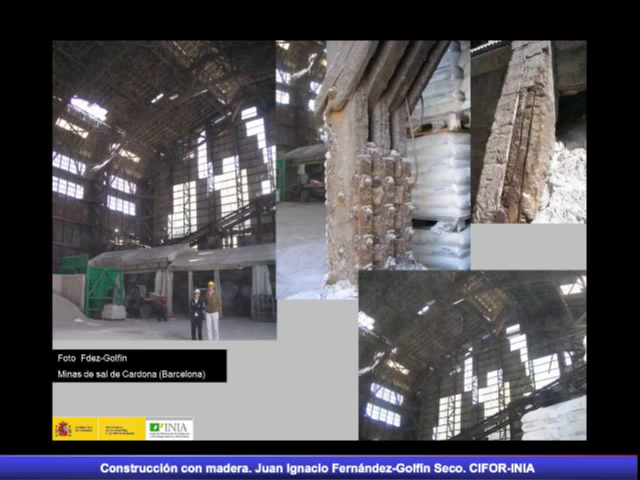 Foto Fdez-Golfín
Minas de sal de Cardona (Barcelona)
INIA
Construcción con madera. Juan Ignacio Fernández-Golfín Seco. CIFOR-INIA